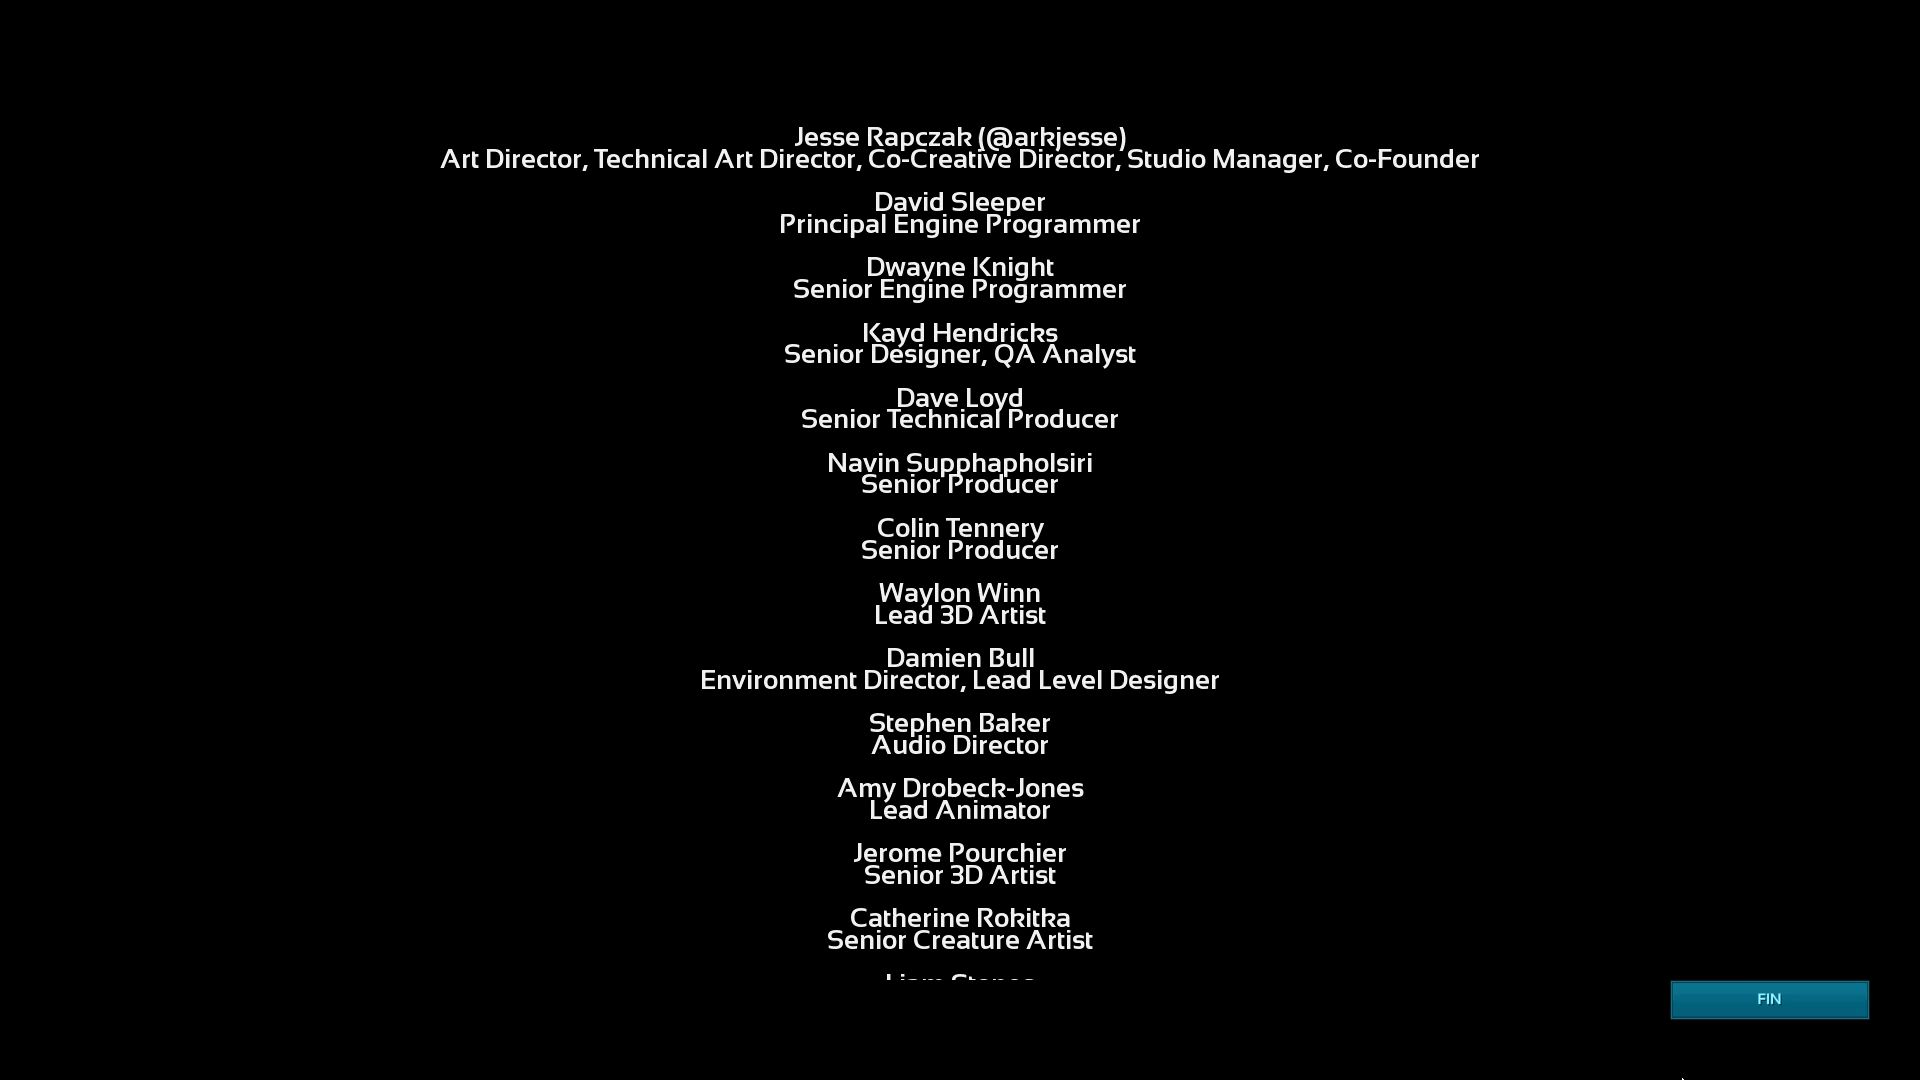 Jesse Rapczak (@arkjesse)
Art Director, Technical Art Director, Co-Creative Director, Studio Manager, Co-Founder
David Sleeper
Principal Engine Programmer
Dwayne Knight
Senior Engine Programmer
Kayd Hendricks
Senior Designer, QA Analyst
Dave Loyd
Senior Technical Producer
Navin Supphapholsiri
Senior Producer
Colin Tennery
Senior Producer
Waylon Winn
Lead 3D Artist
Damien Bull
Environment Director, Lead Level Designer
Stephen Baker
Audio Director
Amy Drobeck-Jones
Lead Animator
Jerome Pourchier
Senior 3D Artist
Catherine Rokitka
Senior Creature Artist
FIN